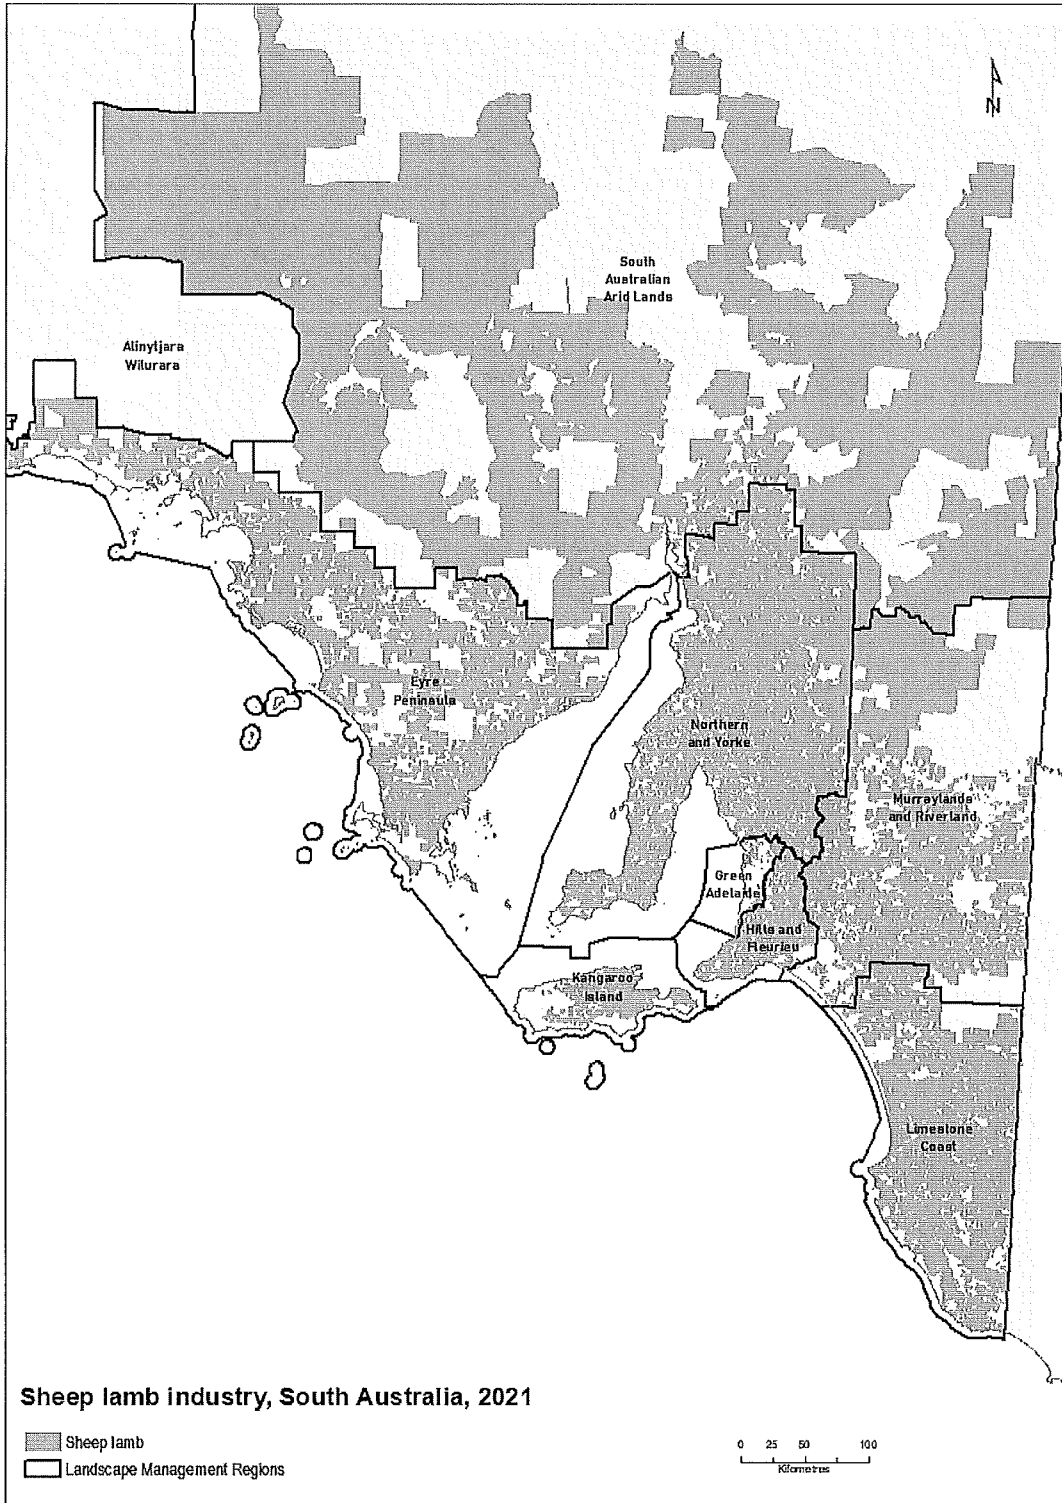 N
South
Australian
Arid Lands
Alinytjara
Wilurara
Eyre
Peninsula
Northern
and Yorke
Murraylands
and Riverland
Green
Adelaide
Hills and
Fleurieu
Kangaroo
Island
Limestone
Coast
Sheep lamb industry, South Australia, 2021
Sheep lamb
Landscape Management Regions
0 25 50 100
Kilometres